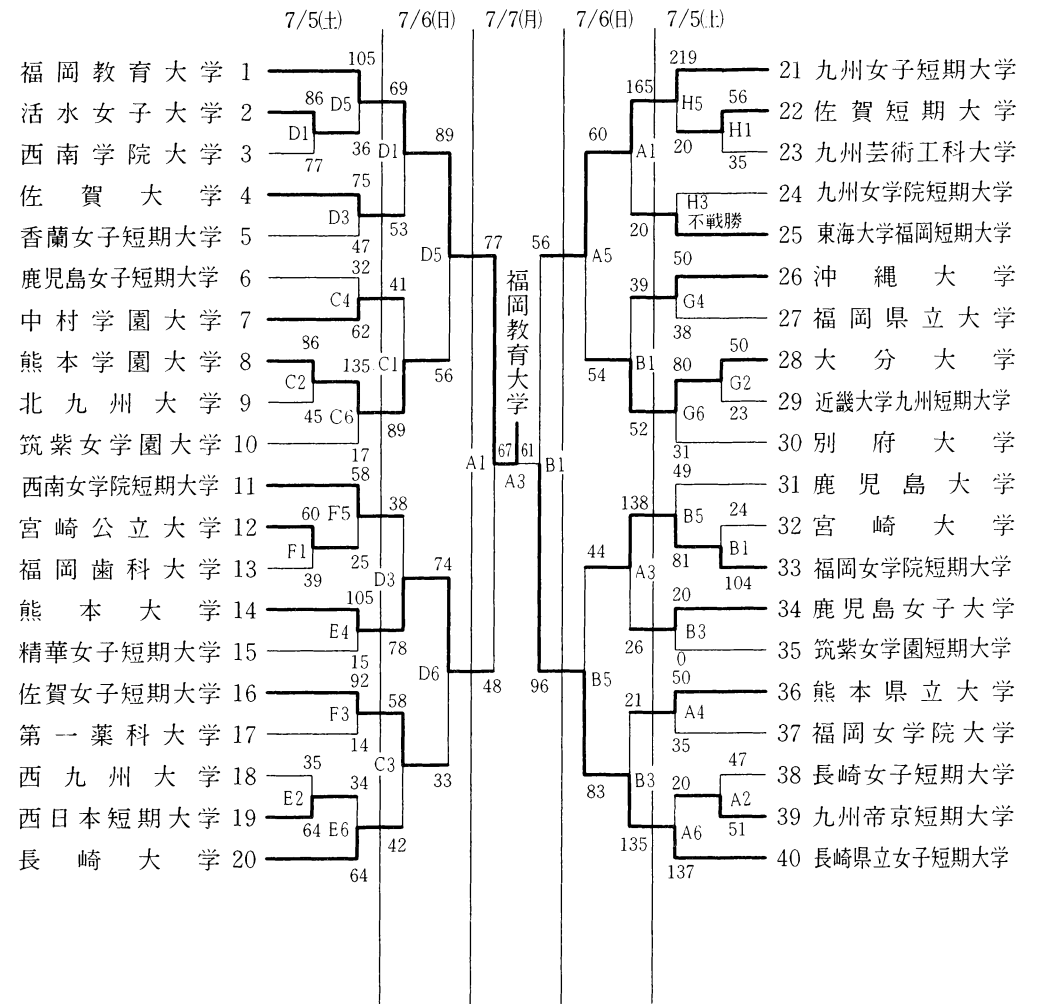 7/5(土) 7/6(日) 7/7(月) 7/6(日) 7/5(土)
福岡教育大学 1
活水女子大学 2
西南学院大学 3
佐賀大学 4
香蘭女子短期大学 5
鹿児島女子短期大学 6
中村学園大学 7
熊本学園大学 8
北九州大学 9
筑紫女学園大学 10
西南女学院短期大学 11
宮崎公立大学 12
福岡歯科大学 13
熊本大学 14
精華女子短期大学 15
佐賀女子短期大学 16
第一薬科大学 17
西九州大学 18
西日本短期大学 19
長崎大学 20
105
86 D5
D1
77
36
75
D3
47
32
C4
62
86
135
C2
45 C6
17
58
60 F5
F1
39
25
105
E4
15
92
F3
14
35
34
E2
64 E6
64
69
D1
53
41
C1
89
38
D3
78
58
C3
42
89
D5
56
74
D6
33
77
A1
48
福岡教育大学
67 61
A3
56
B1
96
60
A5
54
44
B5
83
165
A1
20
39
B1
52
138
A3
26
21
B3
135
219
H5
56
H1
20
35
H3
不戦勝
50
G4
38
80
50
G2
G6
23
31
49
B5
24
B1
81
104
20
B3
0
50
A4
35
47
20
A2
A6
51
137
21 九州女子短期大学
22 佐賀短期大学
23 九州芸術工科大学
24 九州女学院短期大学
25 東海大学福岡短期大学
26 沖縄大学
27 福岡県立大学
28 大分大学
29 近畿大学九州短期大学
30 別府大学
31 鹿児島大学
32 宮崎大学
33 福岡女学院短期大学
34 鹿児島女子大学
35 筑紫女学園短期大学
36 熊本県立大学
37 福岡女学院大学
38 長崎女子短期大学
39 九州帝京短期大学
40 長崎県立女子短期大学